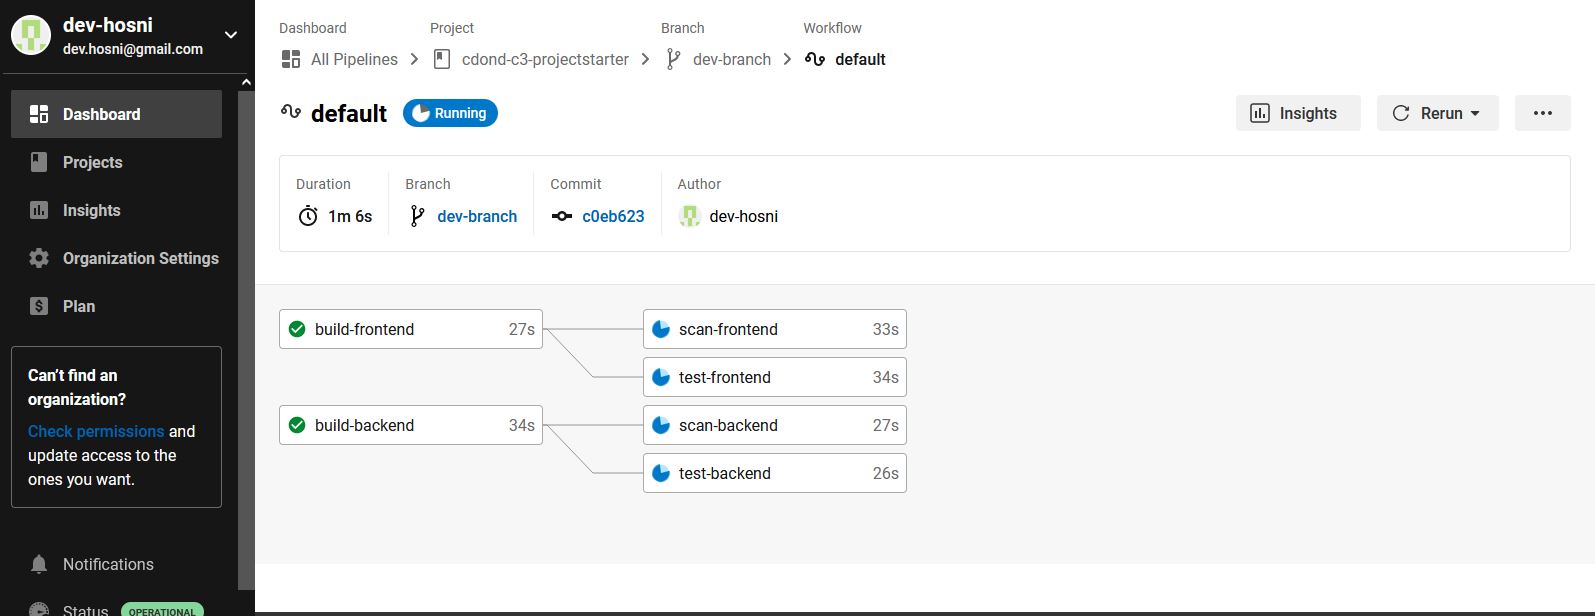 dev-hosni
dev.hosni@gmail.com
Dashboard
Projects
Insights
Organization Settings
Plan
Can't find an
organization?
Check permissions and
update access to the
ones you want.
Notifications
Status OPERATIONAL
Dashboard Project Branch Workflow
All Pipelines cdond-c3-projectstarter dev-branch default
default Running Insights Rerun
Duration Branch Commit Author
1m 6s dev-branch c0eb623 dev-hosni
build-frontend 27s scan-frontend 33s
test-frontend 34s
build-backend 34s scan-backend 27s
test-backend 26s